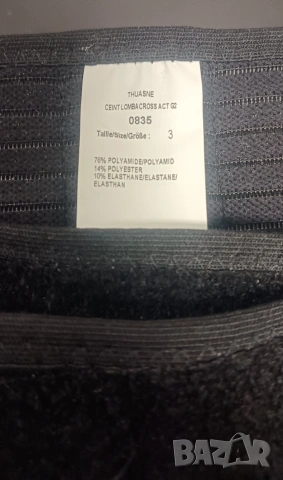 THUASNE
CEINT LOMBACROSS ACT G2
0835
Taille/Size/Größe : 3
76% POLYAMIDE/POLYAMID
14% POLYESTER
10% ELASTHANE/ELASTANE/
ELASTHAN
BAZAR